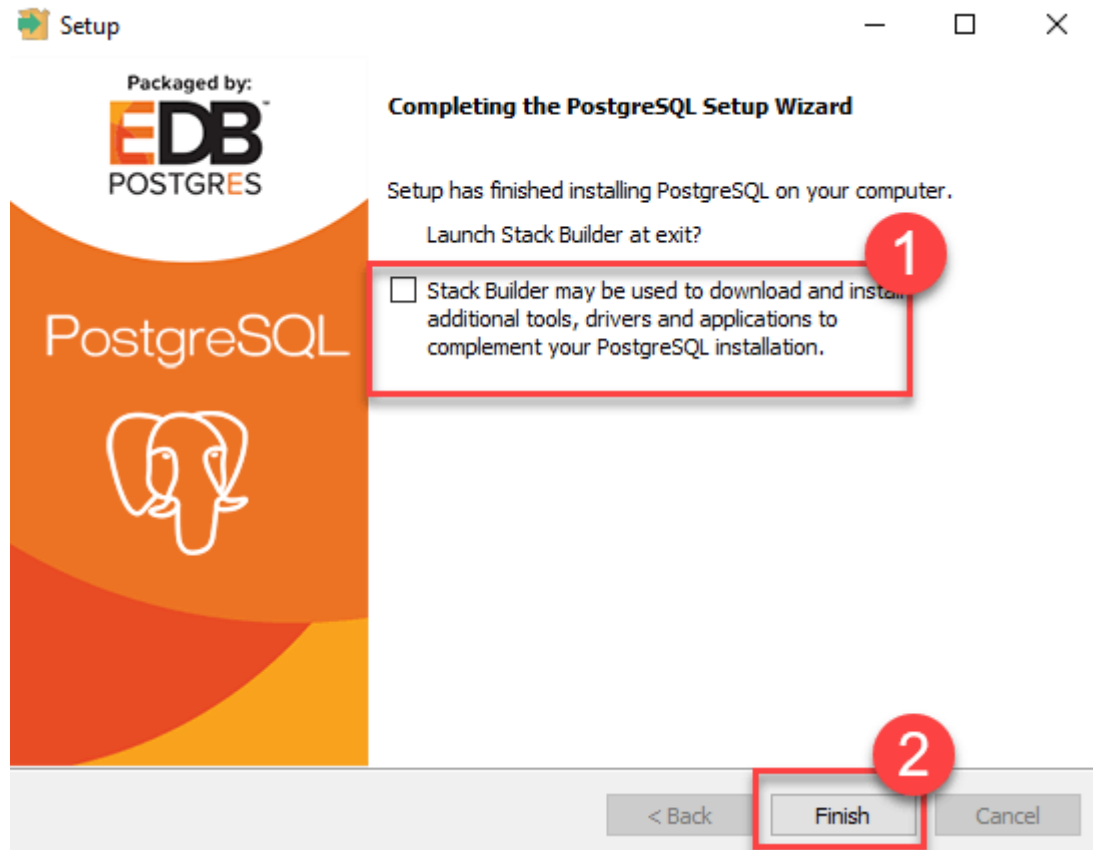 Setup
Packaged by:
EDB
POSTGRES
PostgreSQL
Completing the PostgreSQL Setup Wizard
Setup has finished installing PostgreSQL on your computer.
Launch Stack Builder at exit?
1
Stack Builder may be used to download and install
additional tools, drivers and applications to
complement your PostgreSQL installation.
2
< Back
Finish
Cancel